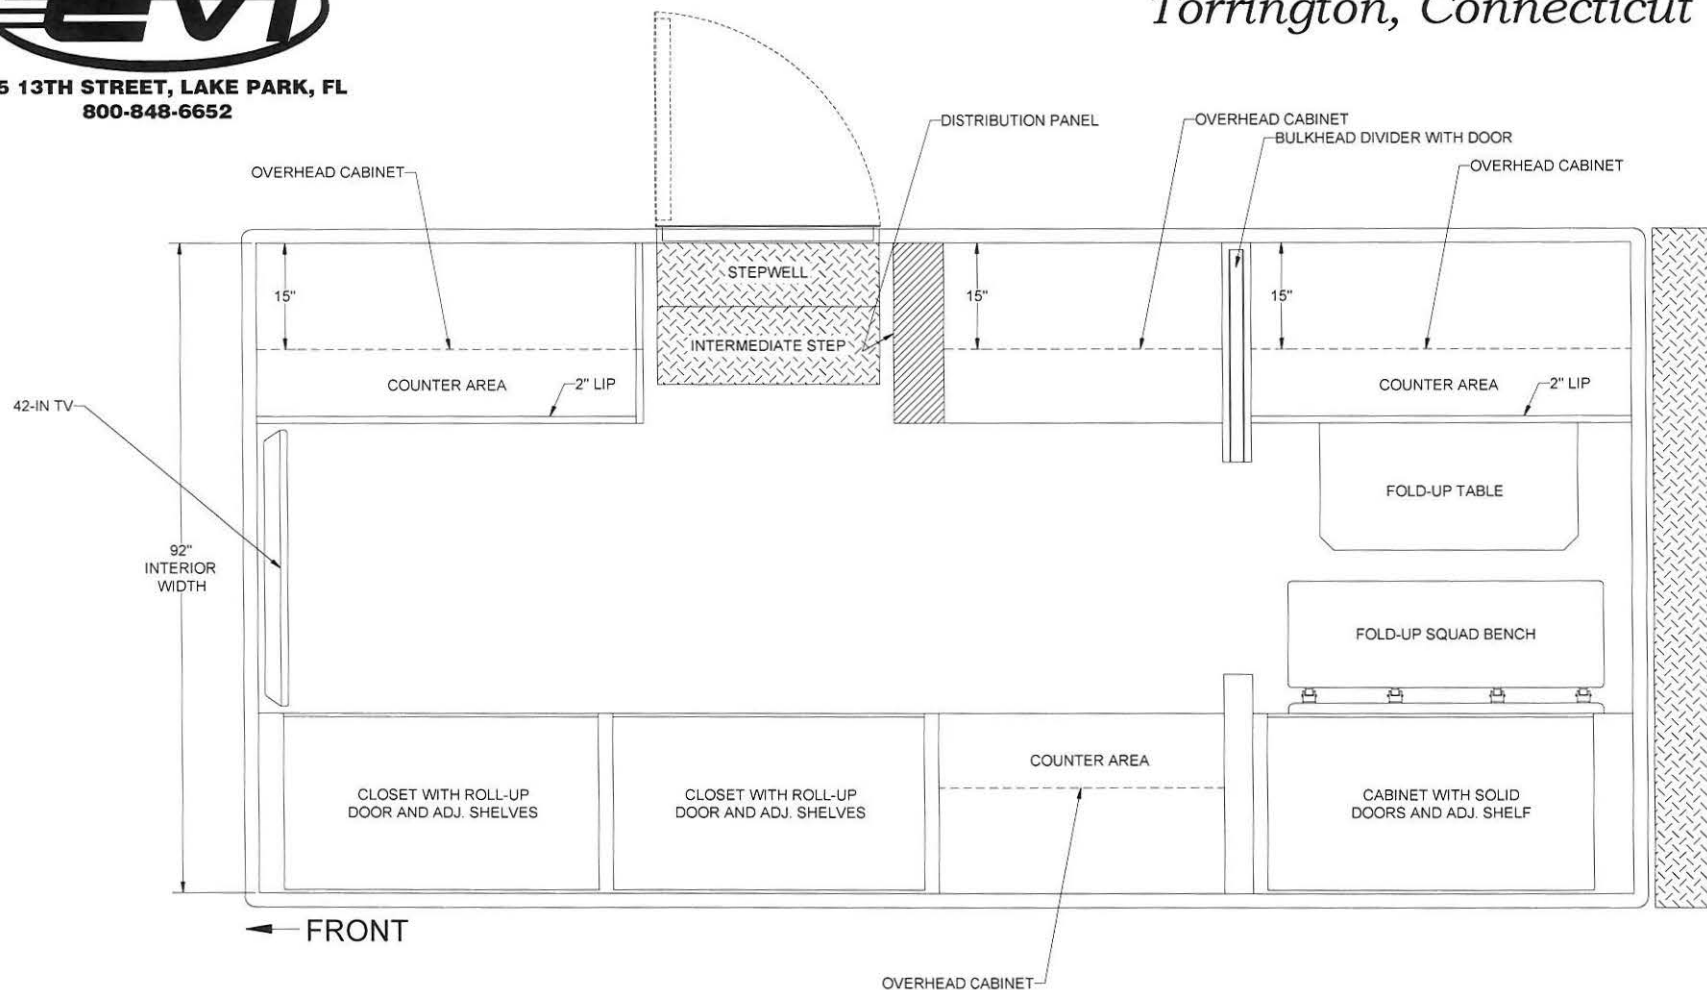 EVI
Torrington, Connecticut
5 13TH STREET, LAKE PARK, FL
800-848-6652
DISTRIBUTION PANEL
OVERHEAD CABINET
BULKHEAD DIVIDER WITH DOOR
OVERHEAD CABINET
OVERHEAD CABINET
STEPWELL
15"
15"
15"
INTERMEDIATE STEP
COUNTER AREA
2" LIP
COUNTER AREA
2" LIP
42-IN TV
FOLD-UP TABLE
92"
INTERIOR
WIDTH
FOLD-UP SQUAD BENCH
COUNTER AREA
CLOSET WITH ROLL-UP
DOOR AND ADJ. SHELVES
CLOSET WITH ROLL-UP
DOOR AND ADJ. SHELVES
CABINET WITH SOLID
DOORS AND ADJ. SHELF
FRONT
OVERHEAD CABINET